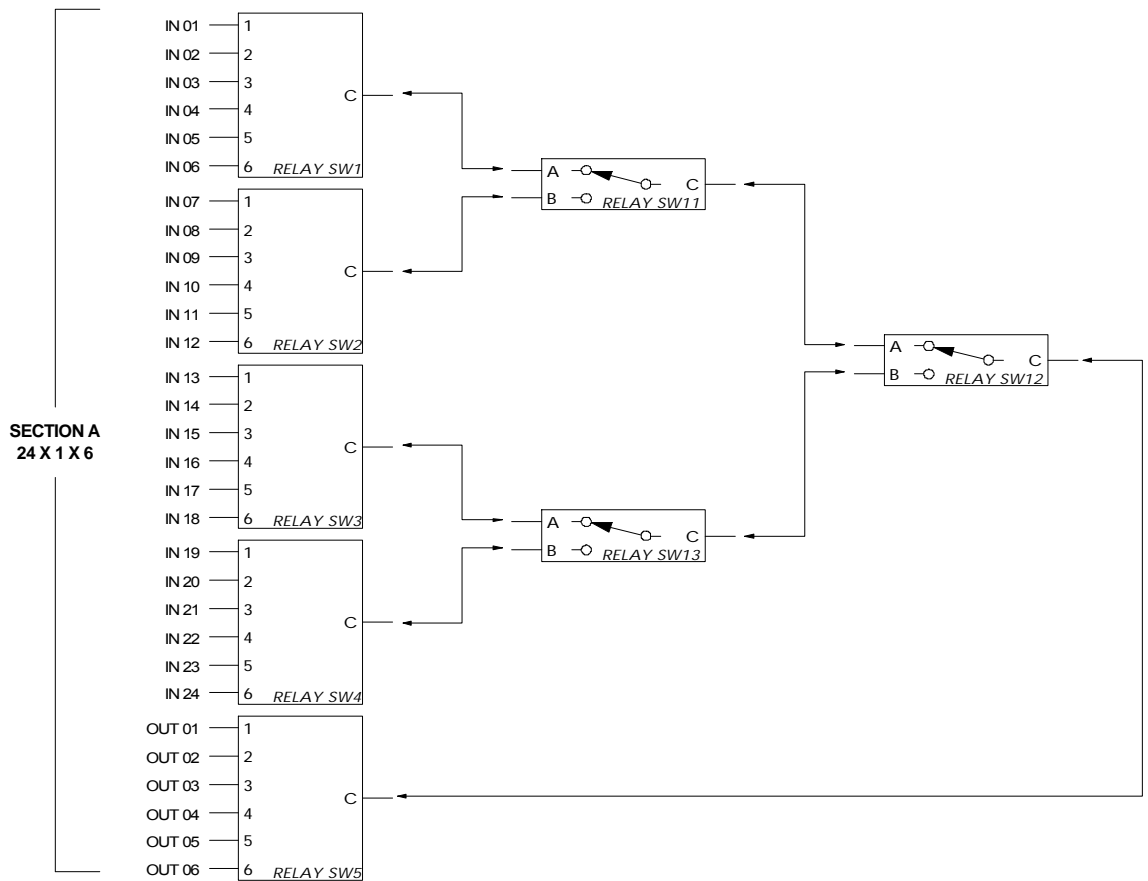 SECTION A
24 X 1 X 6
IN 01 1
IN 02 2
IN 03 3
IN 04 4
IN 05 5
IN 06 6
C
RELAY SW1
IN 07 1
IN 08 2
IN 09 3
IN 10 4
IN 11 5
IN 12 6
C
RELAY SW2
IN 13 1
IN 14 2
IN 15 3
IN 16 4
IN 17 5
IN 18 6
C
RELAY SW3
IN 19 1
IN 20 2
IN 21 3
IN 22 4
IN 23 5
IN 24 6
C
RELAY SW4
OUT 01 1
OUT 02 2
OUT 03 3
OUT 04 4
OUT 05 5
OUT 06 6
C
RELAY SW5
A
B
C
RELAY SW11
A
B
C
RELAY SW13
A
B
C
RELAY SW12